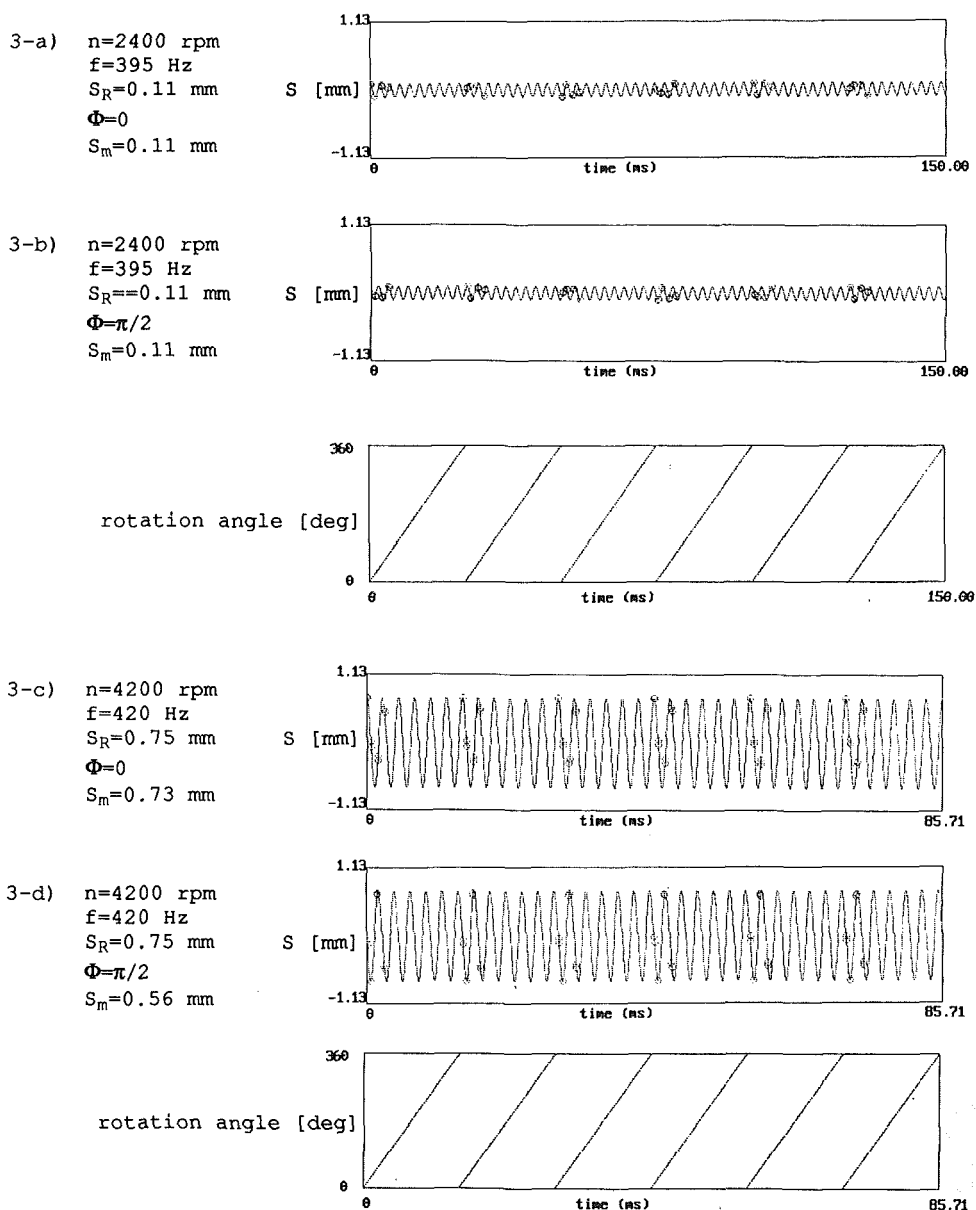 3-a) n=2400 rpm
f=395 Hz
S_R=0.11 mm
Φ=0
S_m=0.11 mm
S [mm]
1.13
-1.13
0 time (ms) 150.00
3-b) n=2400 rpm
f=395 Hz
S_R==0.11 mm
Φ=π/2
S_m=0.11 mm
S [mm]
1.13
-1.13
0 time (ms) 150.00
rotation angle [deg]
360
0
0 time (ms) 150.00
3-c) n=4200 rpm
f=420 Hz
S_R=0.75 mm
Φ=0
S_m=0.73 mm
S [mm]
1.13
-1.13
0 time (ms) 85.71
3-d) n=4200 rpm
f=420 Hz
S_R=0.75 mm
Φ=π/2
S_m=0.56 mm
S [mm]
1.13
-1.13
0 time (ms) 85.71
rotation angle [deg]
360
0
0 time (ms) 85.71